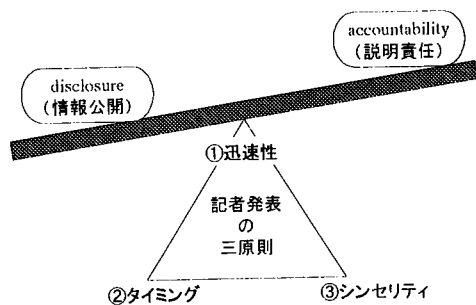 accountability
（説明責任）
disclosure
（情報公開）
①迅速性
記者発表
の
三原則
②タイミング
③シンセリティ